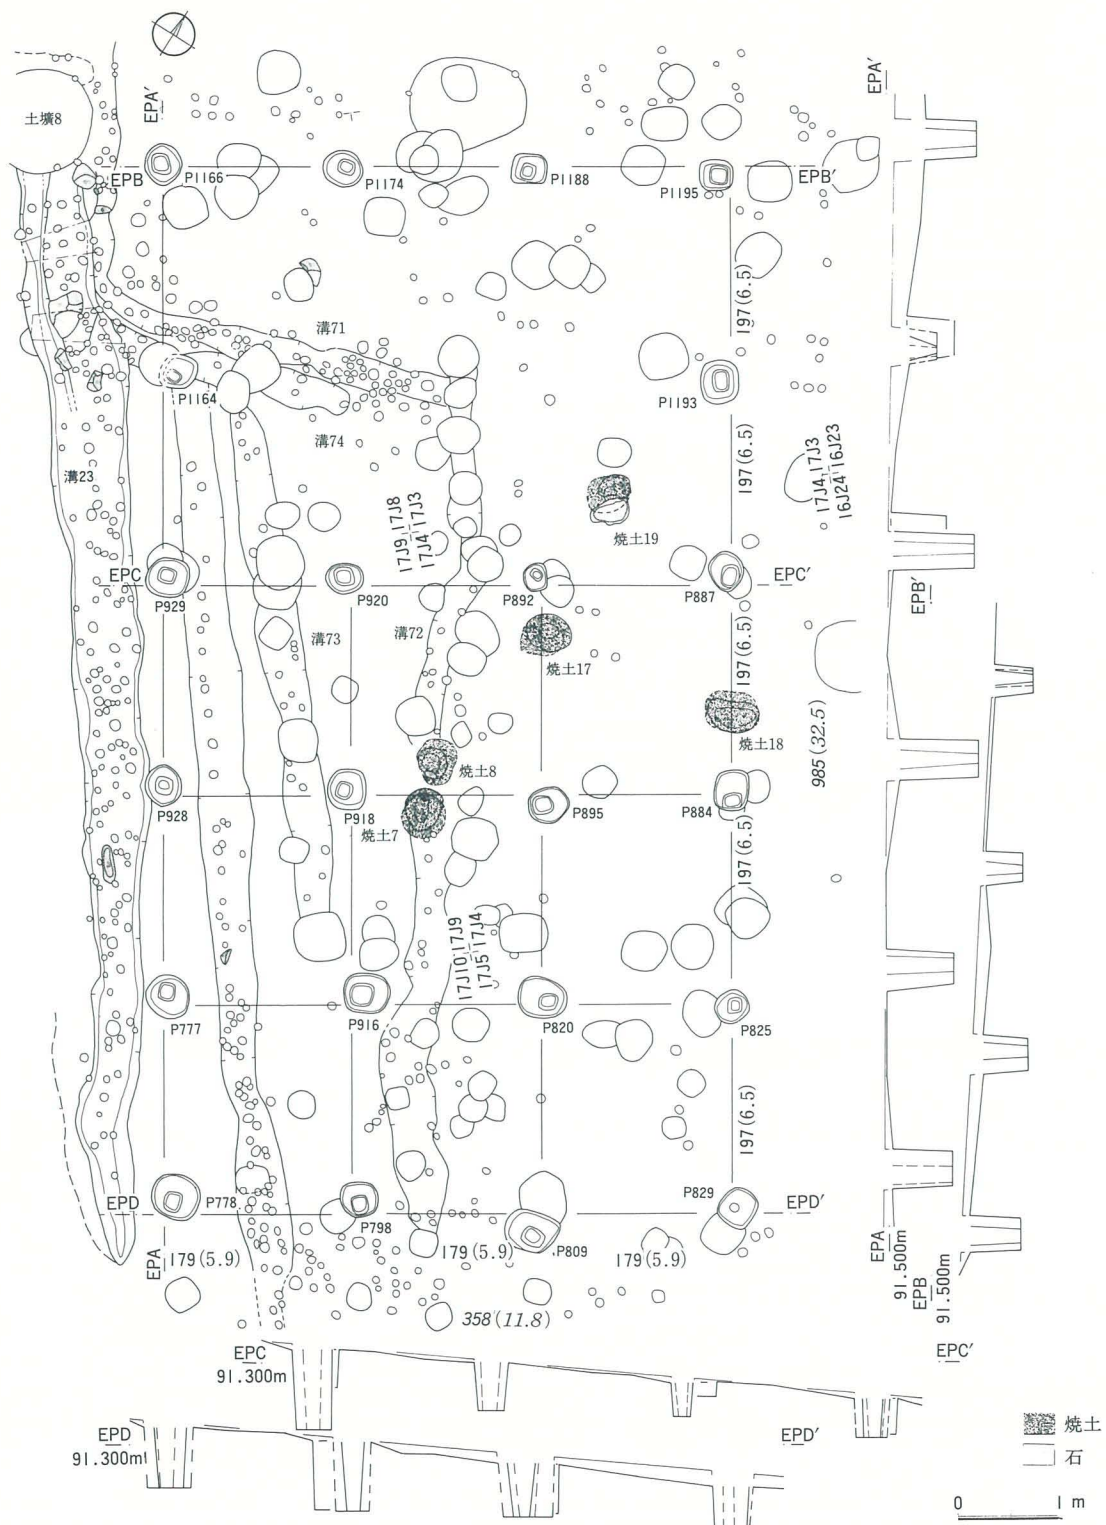 EPA′
EPA′
土壙8
EPB
P1166
P1174
P1188
P1195
EPB′
197(6.5)
溝71
P1164
P1193
溝74
197(6.5)
溝23
17J9, 17J8
17J4, 17J3
17J4, 17J3
16J24, 16J23
焼土19
EPC
P929
P920
P892
P887
EPC′
EPB′
溝73
溝72
焼土17
197(6.5)
焼土18
985(32.5)
焼土8
P928
P918
焼土7
P895
P884
197(6.5)
17J10, 17J9
17J5, 17J4
P777
P916
P820
P825
197(6.5)
EPD
P778
P798
P809
P829
EPD′
EPA
179(5.9)
179(5.9)
179(5.9)
358(11.8)
EPA
91.500m
EPB
91.500m
EPC
91.300m
EPC′
EPD
91.300m
EPD′
焼土
石
0 1 m